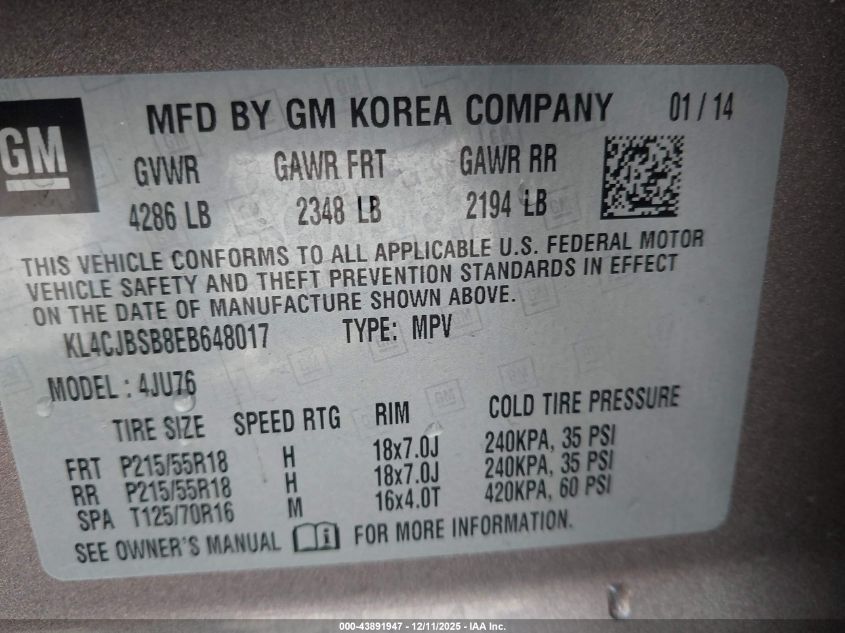 GM
MFD BY GM KOREA COMPANY 01/14
GVWR GAWR FRT GAWR RR
4286 LB 2348 LB 2194 LB
THIS VEHICLE CONFORMS TO ALL APPLICABLE U.S. FEDERAL MOTOR
VEHICLE SAFETY AND THEFT PREVENTION STANDARDS IN EFFECT
ON THE DATE OF MANUFACTURE SHOWN ABOVE.
KL4CJBSB8EB648017 TYPE: MPV
MODEL: 4JU76
TIRE SIZE SPEED RTG RIM COLD TIRE PRESSURE
FRT P215/55R18 H 18x7.0J 240KPA, 35 PSI
RR P215/55R18 H 18x7.0J 240KPA, 35 PSI
SPA T125/70R16 M 16x4.0T 420KPA, 60 PSI
SEE OWNER'S MANUAL i FOR MORE INFORMATION.
000-43891947 - 12/11/2025 - IAA Inc.